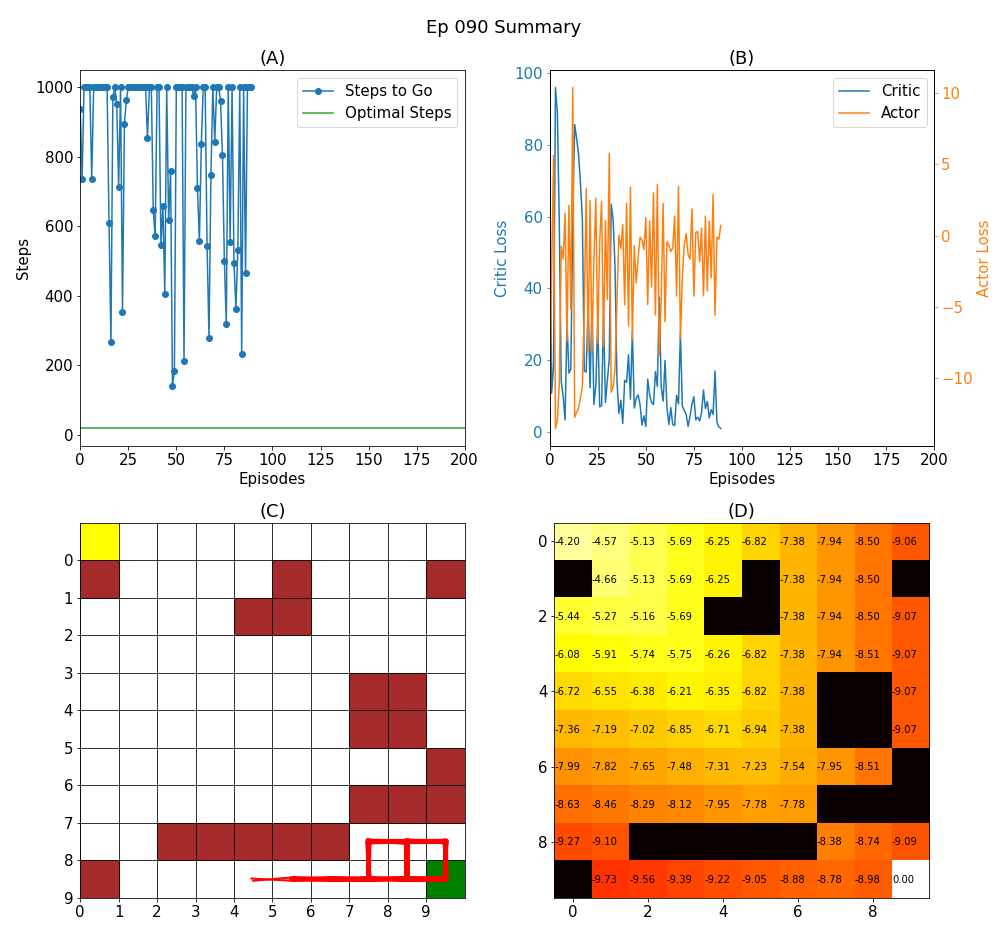 Ep 090 Summary
(A)
Steps to Go
Optimal Steps
Steps
1000
800
600
400
200
0
0 25 50 75 100 125 150 175 200
Episodes
(B)
Critic
Actor
Critic Loss
100
80
60
40
20
0
10
5
0
−5
−10
Actor Loss
0 25 50 75 100 125 150 175 200
Episodes
(C)
0
1
2
3
4
5
6
7
8
9
0 1 2 3 4 5 6 7 8 9
(D)
0 -4.20 -4.57 -5.13 -5.69 -6.25 -6.82 -7.38 -7.94 -8.50 -9.06
-4.66 -5.13 -5.69 -6.25 -7.38 -7.94 -8.50
2 -5.44 -5.27 -5.16 -5.69 -7.38 -7.94 -8.50 -9.07
-6.08 -5.91 -5.74 -5.75 -6.26 -6.82 -7.38 -7.94 -8.51 -9.07
4 -6.72 -6.55 -6.38 -6.21 -6.35 -6.82 -7.38 -9.07
-7.36 -7.19 -7.02 -6.85 -6.71 -6.94 -7.38 -9.07
6 -7.99 -7.82 -7.65 -7.48 -7.31 -7.23 -7.54 -7.95 -8.51
-8.63 -8.46 -8.29 -8.12 -7.95 -7.78 -7.78
8 -9.27 -9.10 -8.38 -8.74 -9.09
-9.73 -9.56 -9.39 -9.22 -9.05 -8.88 -8.78 -8.98 0.00
0 2 4 6 8